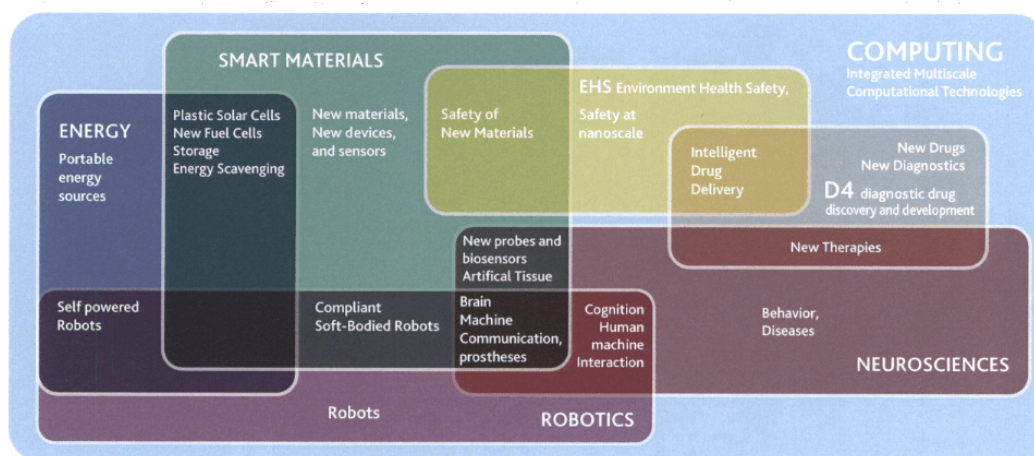 SMART MATERIALS
COMPUTING
Integrated Multiscale
Computational Technologies
EHS Environment Health Safety,
ENERGY
Portable
energy
sources
Plastic Solar Cells
New Fuel Cells
Storage
Energy Scavenging
New materials,
New devices,
and sensors
Safety of
New Materials
Safety at
nanoscale
Intelligent
Drug
Delivery
New Drugs
New Diagnostics
D4 diagnostic drug
discovery and development
New Therapies
New probes and
biosensors
Artifical Tissue
Self powered
Robots
Compliant
Soft-Bodied Robots
Brain
Machine
Communication,
prostheses
Cognition
Human
machine
Interaction
Behavior,
Diseases
NEUROSCIENCES
Robots
ROBOTICS